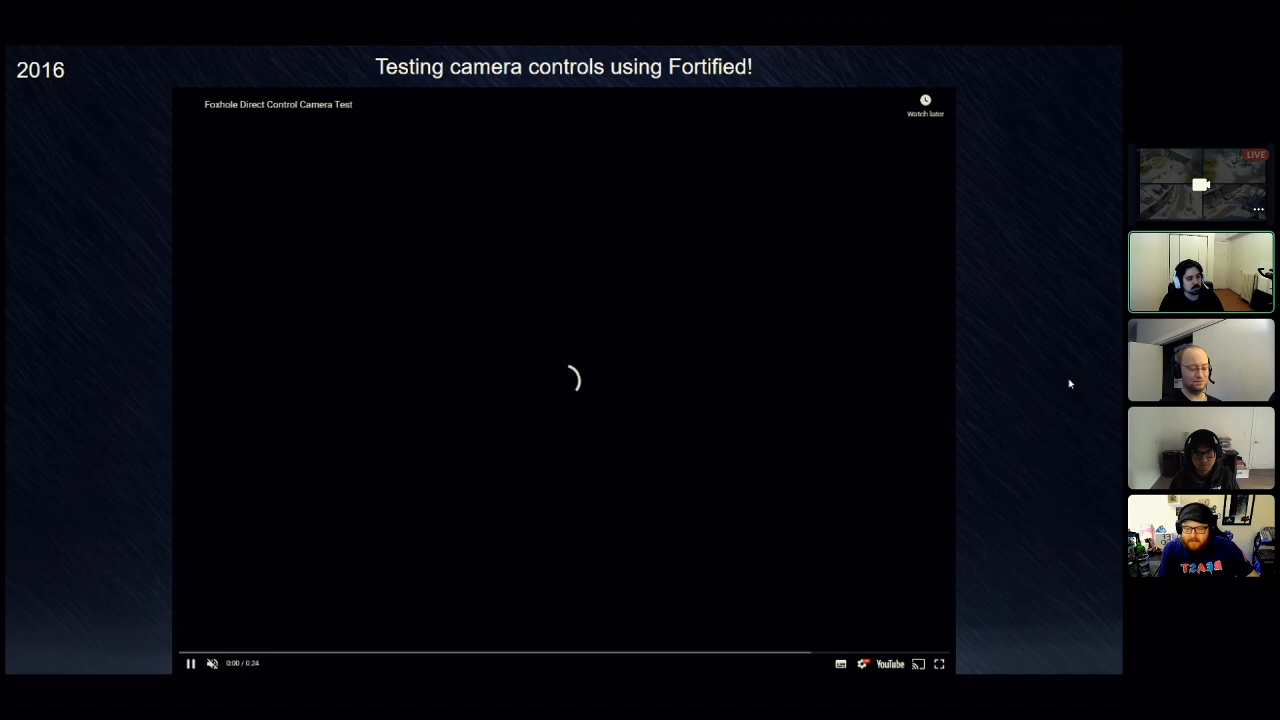 2016
Testing camera controls using Fortified!
Foxhole Direct Control Camera Test
Watch later
LIVE
0:00 / 0:24
YouTube